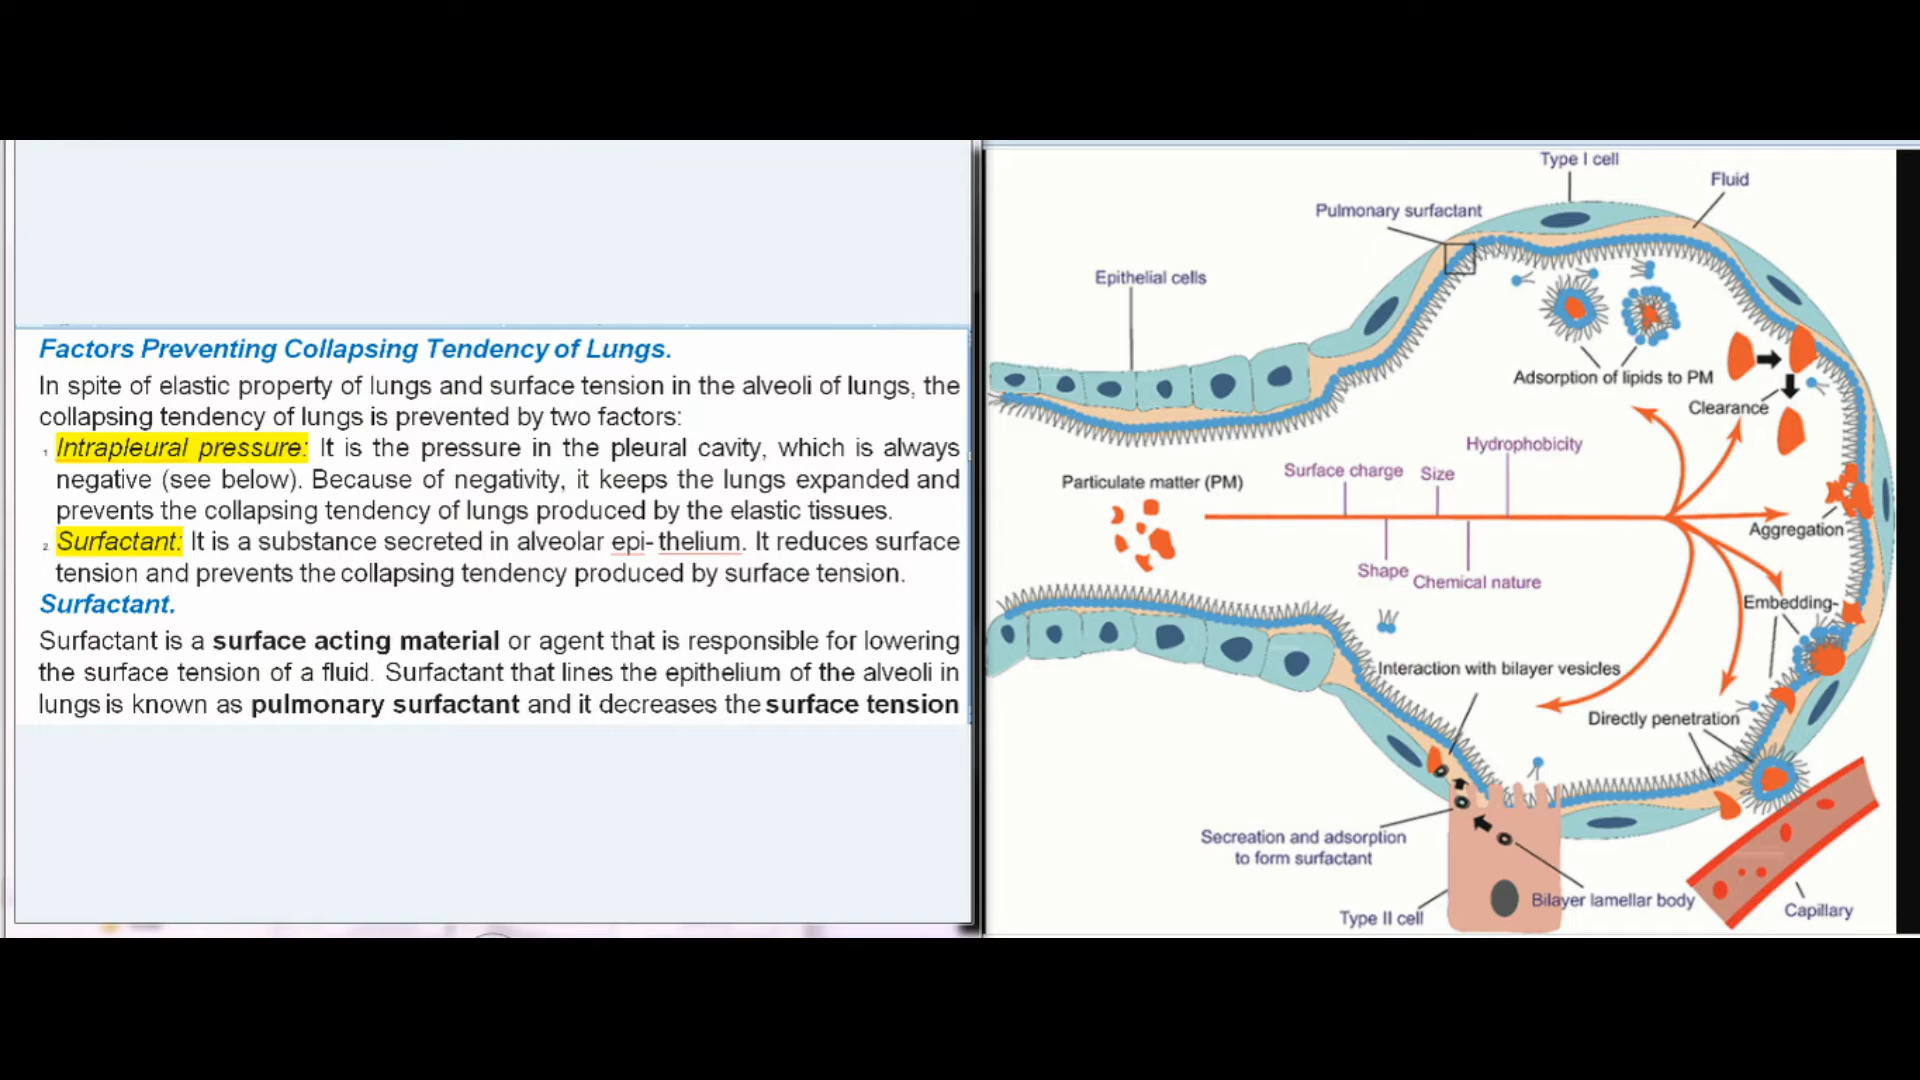 Factors Preventing Collapsing Tendency of Lungs.
In spite of elastic property of lungs and surface tension in the alveoli of lungs, the
collapsing tendency of lungs is prevented by two factors:
1. Intrapleural pressure: It is the pressure in the pleural cavity, which is always
negative (see below). Because of negativity, it keeps the lungs expanded and
prevents the collapsing tendency of lungs produced by the elastic tissues.
2. Surfactant: It is a substance secreted in alveolar epi- thelium. It reduces surface
tension and prevents the collapsing tendency produced by surface tension.
Surfactant.
Surfactant is a surface acting material or agent that is responsible for lowering
the surface tension of a fluid. Surfactant that lines the epithelium of the alveoli in
lungs is known as pulmonary surfactant and it decreases the surface tension
Type I cell
Fluid
Pulmonary surfactant
Epithelial cells
Adsorption of lipids to PM
Clearance
Hydrophobicity
Surface charge
Size
Particulate matter (PM)
Aggregation
Shape
Chemical nature
Embedding
Interaction with bilayer vesicles
Directly penetration
Secreation and adsorption
to form surfactant
Bilayer lamellar body
Type II cell
Capillary